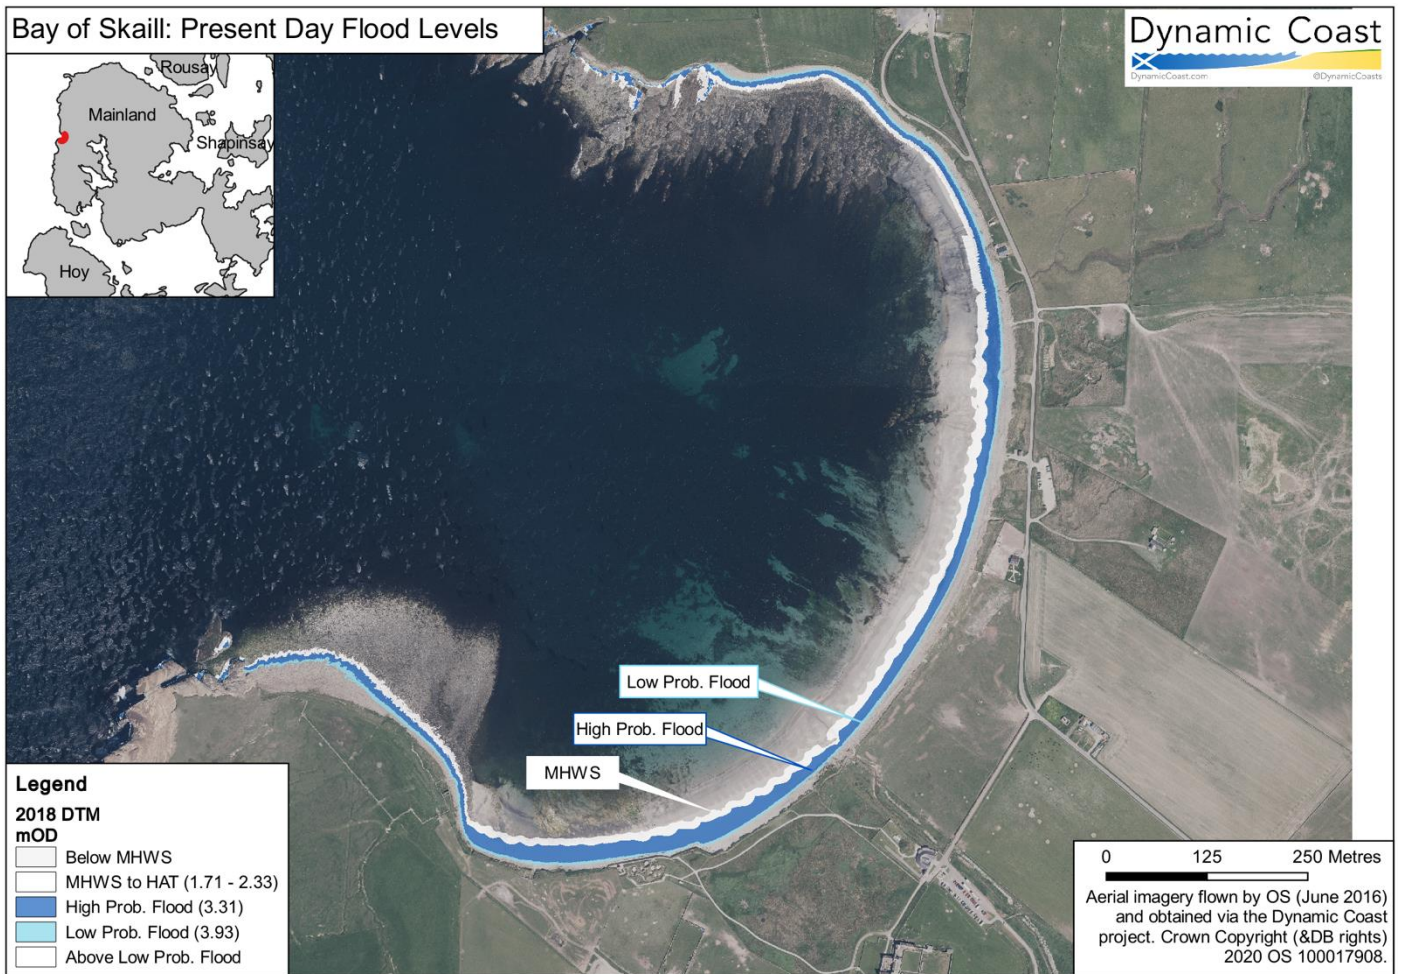 Bay of Skaill: Present Day Flood Levels
Dynamic Coast
DynamicCoast.com
@DynamicCoasts
Rousay
Mainland
Shapinsay
Hoy
Low Prob. Flood
High Prob. Flood
MHWS
Legend
2018 DTM
mOD
Below MHWS
MHWS to HAT (1.71 - 2.33)
High Prob. Flood (3.31)
Low Prob. Flood (3.93)
Above Low Prob. Flood
0 125 250 Metres
Aerial imagery flown by OS (June 2016)
and obtained via the Dynamic Coast
project. Crown Copyright (&DB rights)
2020 OS 100017908.